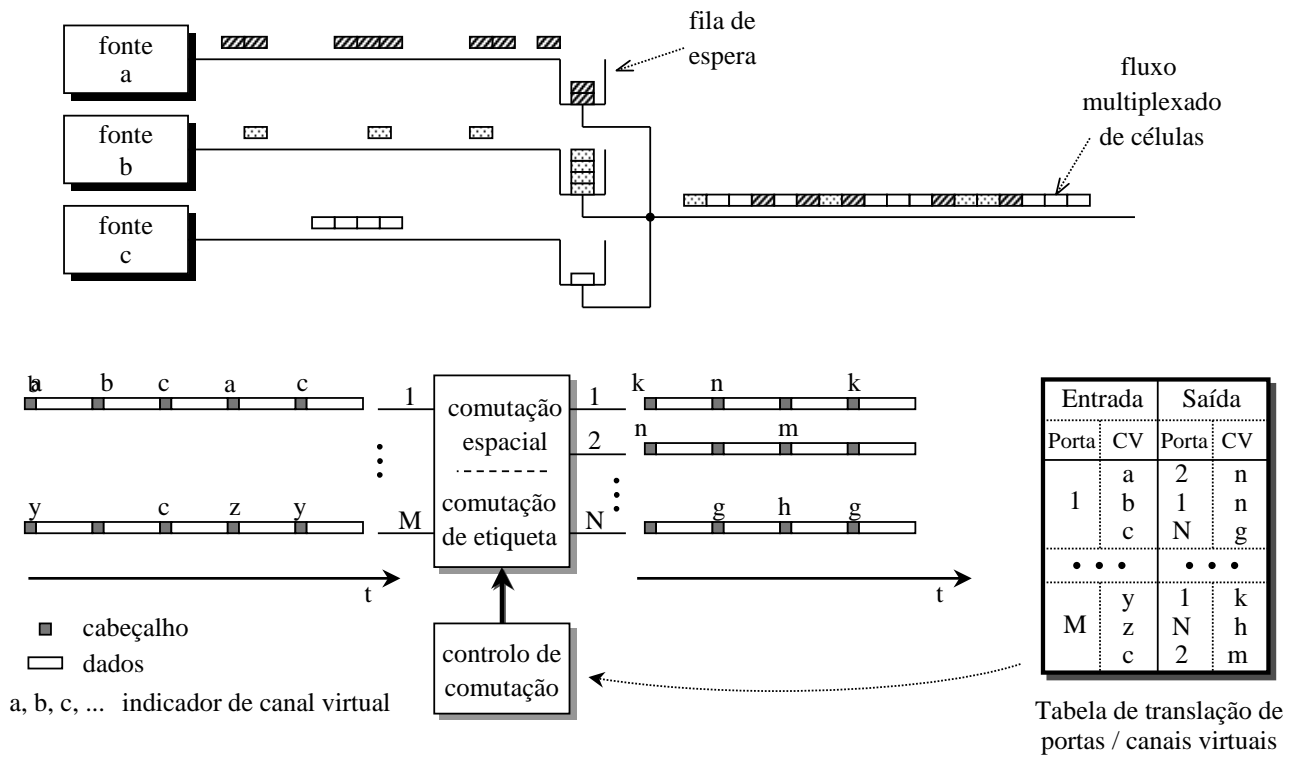 fonte
a
fonte
b
fonte
c
fila de
espera
fluxo
multiplexado
de células
a b c a c
1
comutação
espacial
comutação
de etiqueta
1
2
k n k
n m
y c z y
M
N
g h g
t
t
cabeçalho
dados
a, b, c, ... indicador de canal virtual
controlo de
comutação
Entrada Saída
Porta CV Porta CV
a 2 n
1 b 1 n
c N g
y 1 k
M z N h
c 2 m
Tabela de translação de
portas / canais virtuais